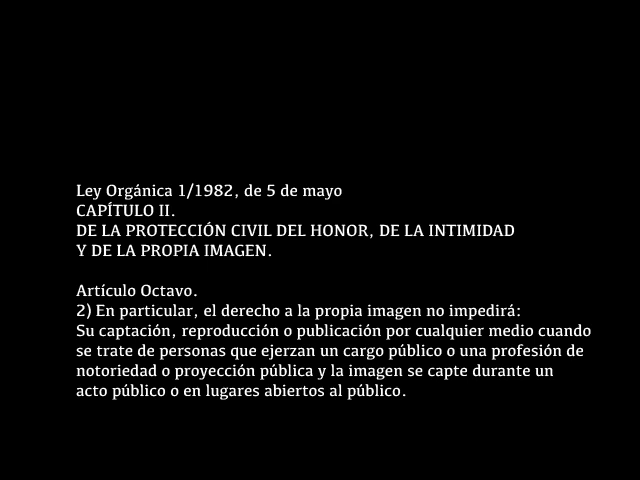 Ley Orgánica 1/1982, de 5 de mayo
CAPÍTULO II.
DE LA PROTECCIÓN CIVIL DEL HONOR, DE LA INTIMIDAD
Y DE LA PROPIA IMAGEN.
Artículo Octavo.
2) En particular, el derecho a la propia imagen no impedirá:
Su captación, reproducción o publicación por cualquier medio cuando
se trate de personas que ejerzan un cargo público o una profesión de
notoriedad o proyección pública y la imagen se capte durante un
acto público o en lugares abiertos al público.